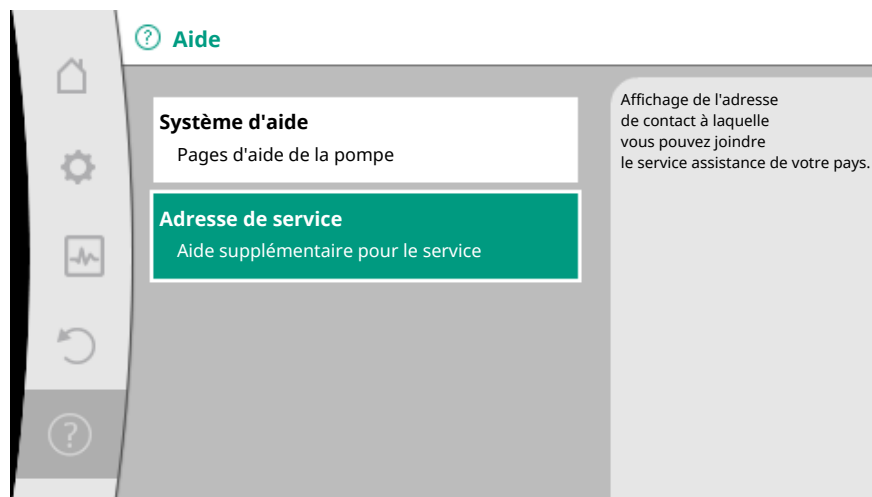 Aide
Système d'aide
Pages d'aide de la pompe
Adresse de service
Aide supplémentaire pour le service
Affichage de l'adresse
de contact à laquelle
vous pouvez joindre
le service assistance de votre pays.